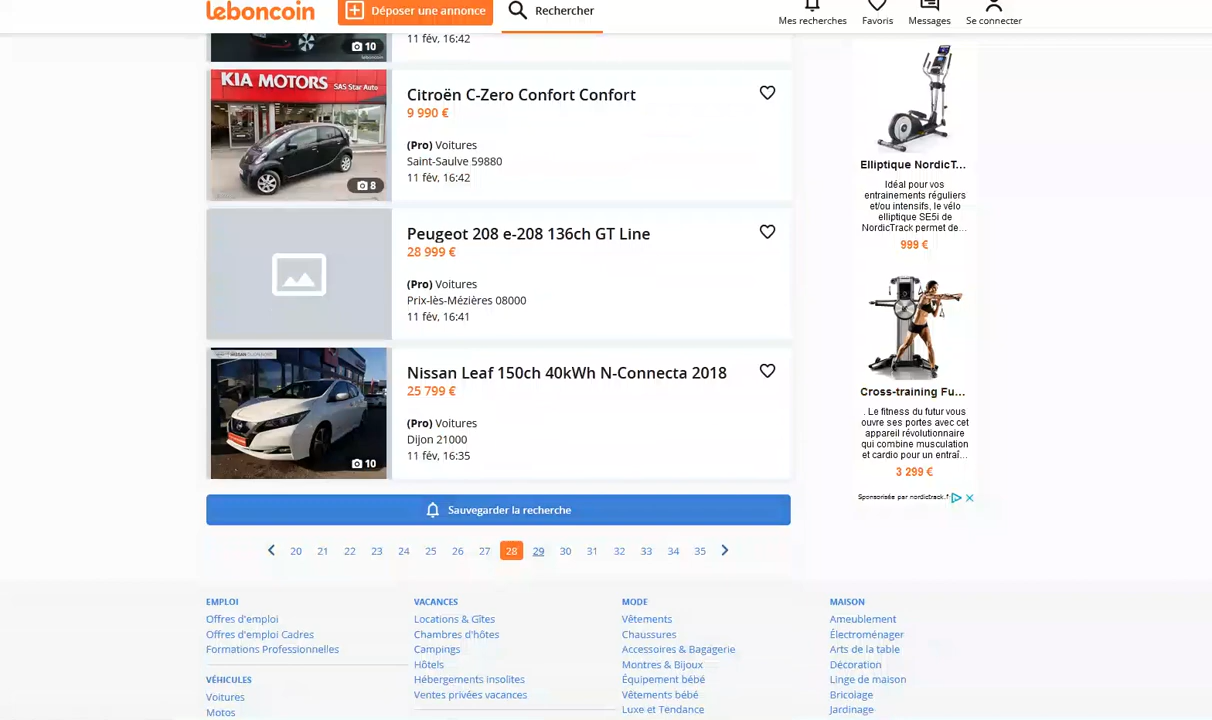 leboncoin
Déposer une annonce
Rechercher
Mes recherches
Favoris
Messages
Se connecter
10
11 fév, 16:42
KIA MOTORS SAS Star Auto
8
Citroën C-Zero Confort Confort
9 990 €
(Pro) Voitures
Saint-Saulve 59880
11 fév, 16:42
Peugeot 208 e-208 136ch GT Line
28 999 €
(Pro) Voitures
Prix-lès-Mézières 08000
11 fév, 16:41
10
Nissan Leaf 150ch 40kWh N-Connecta 2018
25 799 €
(Pro) Voitures
Dijon 21000
11 fév, 16:35
Elliptique NordicT...
Idéal pour vos
entrainements réguliers
et/ou intensifs, le vélo
elliptique SE5i de
NordicTrack permet de...
999 €
Cross-training Fu...
. Le fitness du futur vous
ouvre ses portes avec cet
appareil révolutionnaire
qui combine musculation
et cardio pour un entraî...
3 299 €
Sponsorisée par nordictrack.f
Sauvegarder la recherche
20 21 22 23 24 25 26 27 28 29 30 31 32 33 34 35
EMPLOI
Offres d'emploi
Offres d'emploi Cadres
Formations Professionnelles
VÉHICULES
Voitures
Motos
VACANCES
Locations & Gîtes
Chambres d'hôtes
Campings
Hôtels
Hébergements insolites
Ventes privées vacances
MODE
Vêtements
Chaussures
Accessoires & Bagagerie
Montres & Bijoux
Équipement bébé
Vêtements bébé
Luxe et Tendance
MAISON
Ameublement
Électroménager
Arts de la table
Décoration
Linge de maison
Bricolage
Jardinage